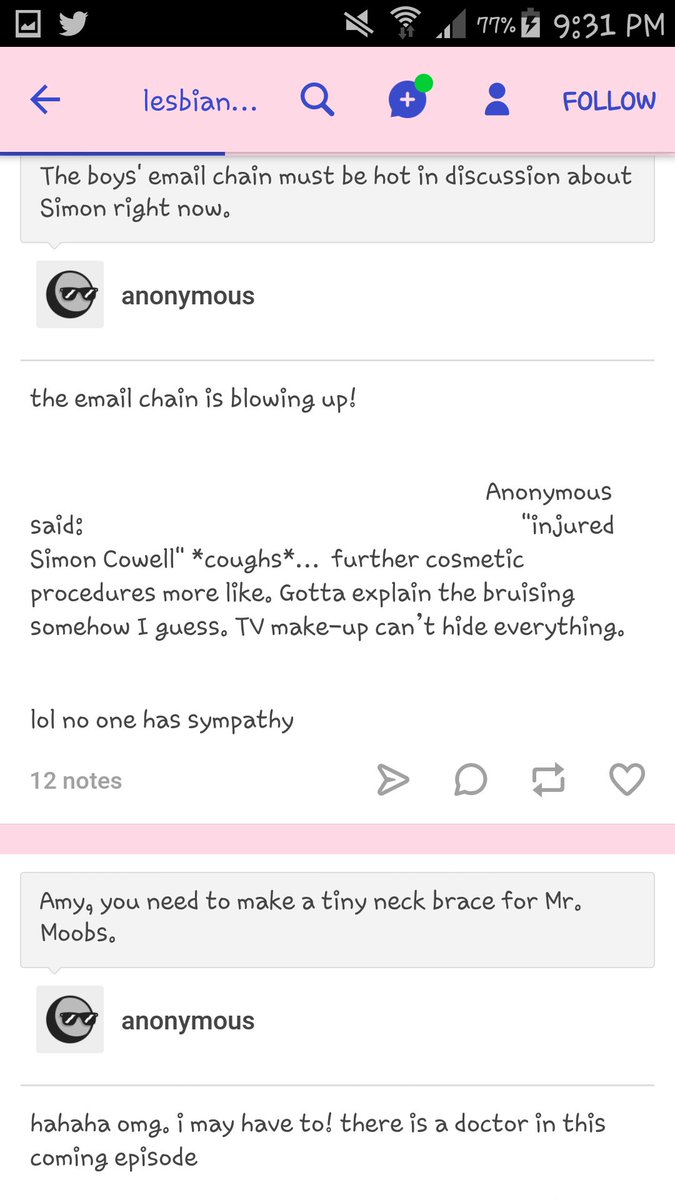 77% 9:31 PM
lesbian... FOLLOW
The boys' email chain must be hot in discussion about
Simon right now.
anonymous
the email chain is blowing up!
Anonymous
said: "injured
Simon Cowell" *coughs*... further cosmetic
procedures more like. Gotta explain the bruising
somehow I guess. TV make-up can't hide everything.
lol no one has sympathy
12 notes
Amy, you need to make a tiny neck brace for Mr.
Moobs.
anonymous
hahaha omg. i may have to! there is a doctor in this
coming episode